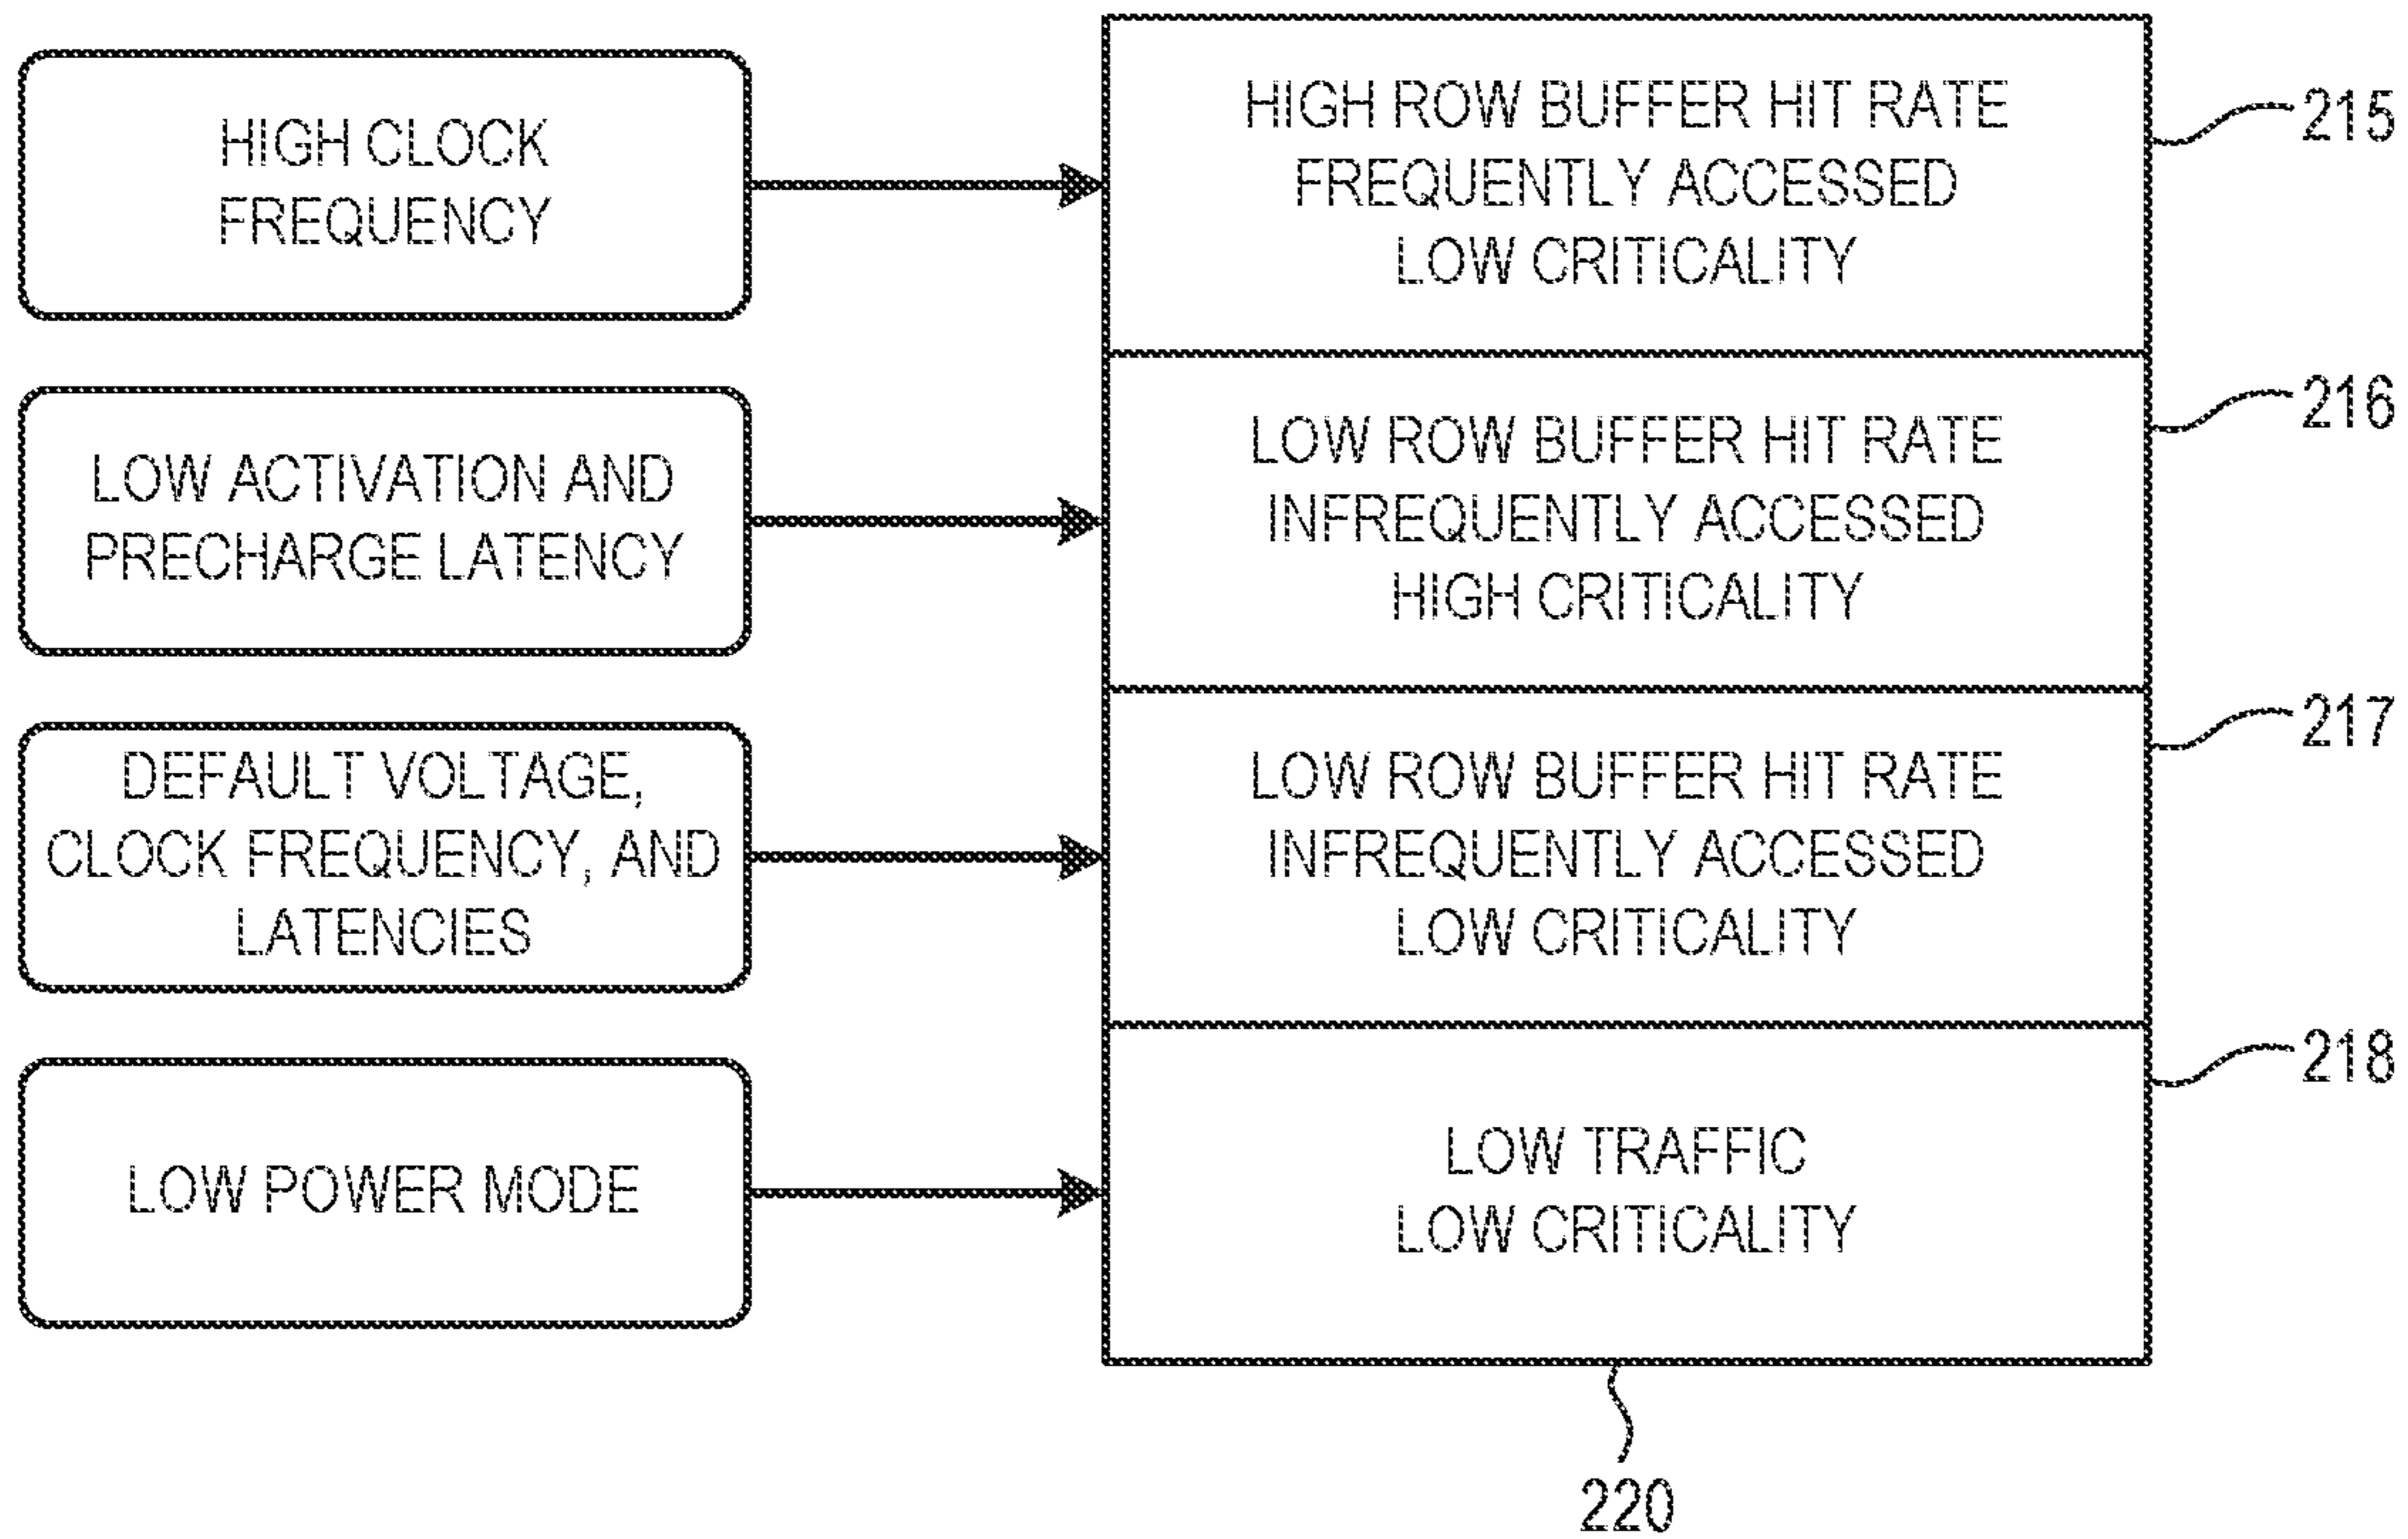 HIGH CLOCK
FREQUENCY
HIGH ROW BUFFER HIT RATE
FREQUENTLY ACCESSED
LOW CRITICALITY
215
LOW ACTIVATION AND
PRECHARGE LATENCY
LOW ROW BUFFER HIT RATE
INFREQUENTLY ACCESSED
HIGH CRITICALITY
216
DEFAULT VOLTAGE,
CLOCK FREQUENCY, AND
LATENCIES
LOW ROW BUFFER HIT RATE
INFREQUENTLY ACCESSED
LOW CRITICALITY
217
LOW POWER MODE
LOW TRAFFIC
LOW CRITICALITY
218
220